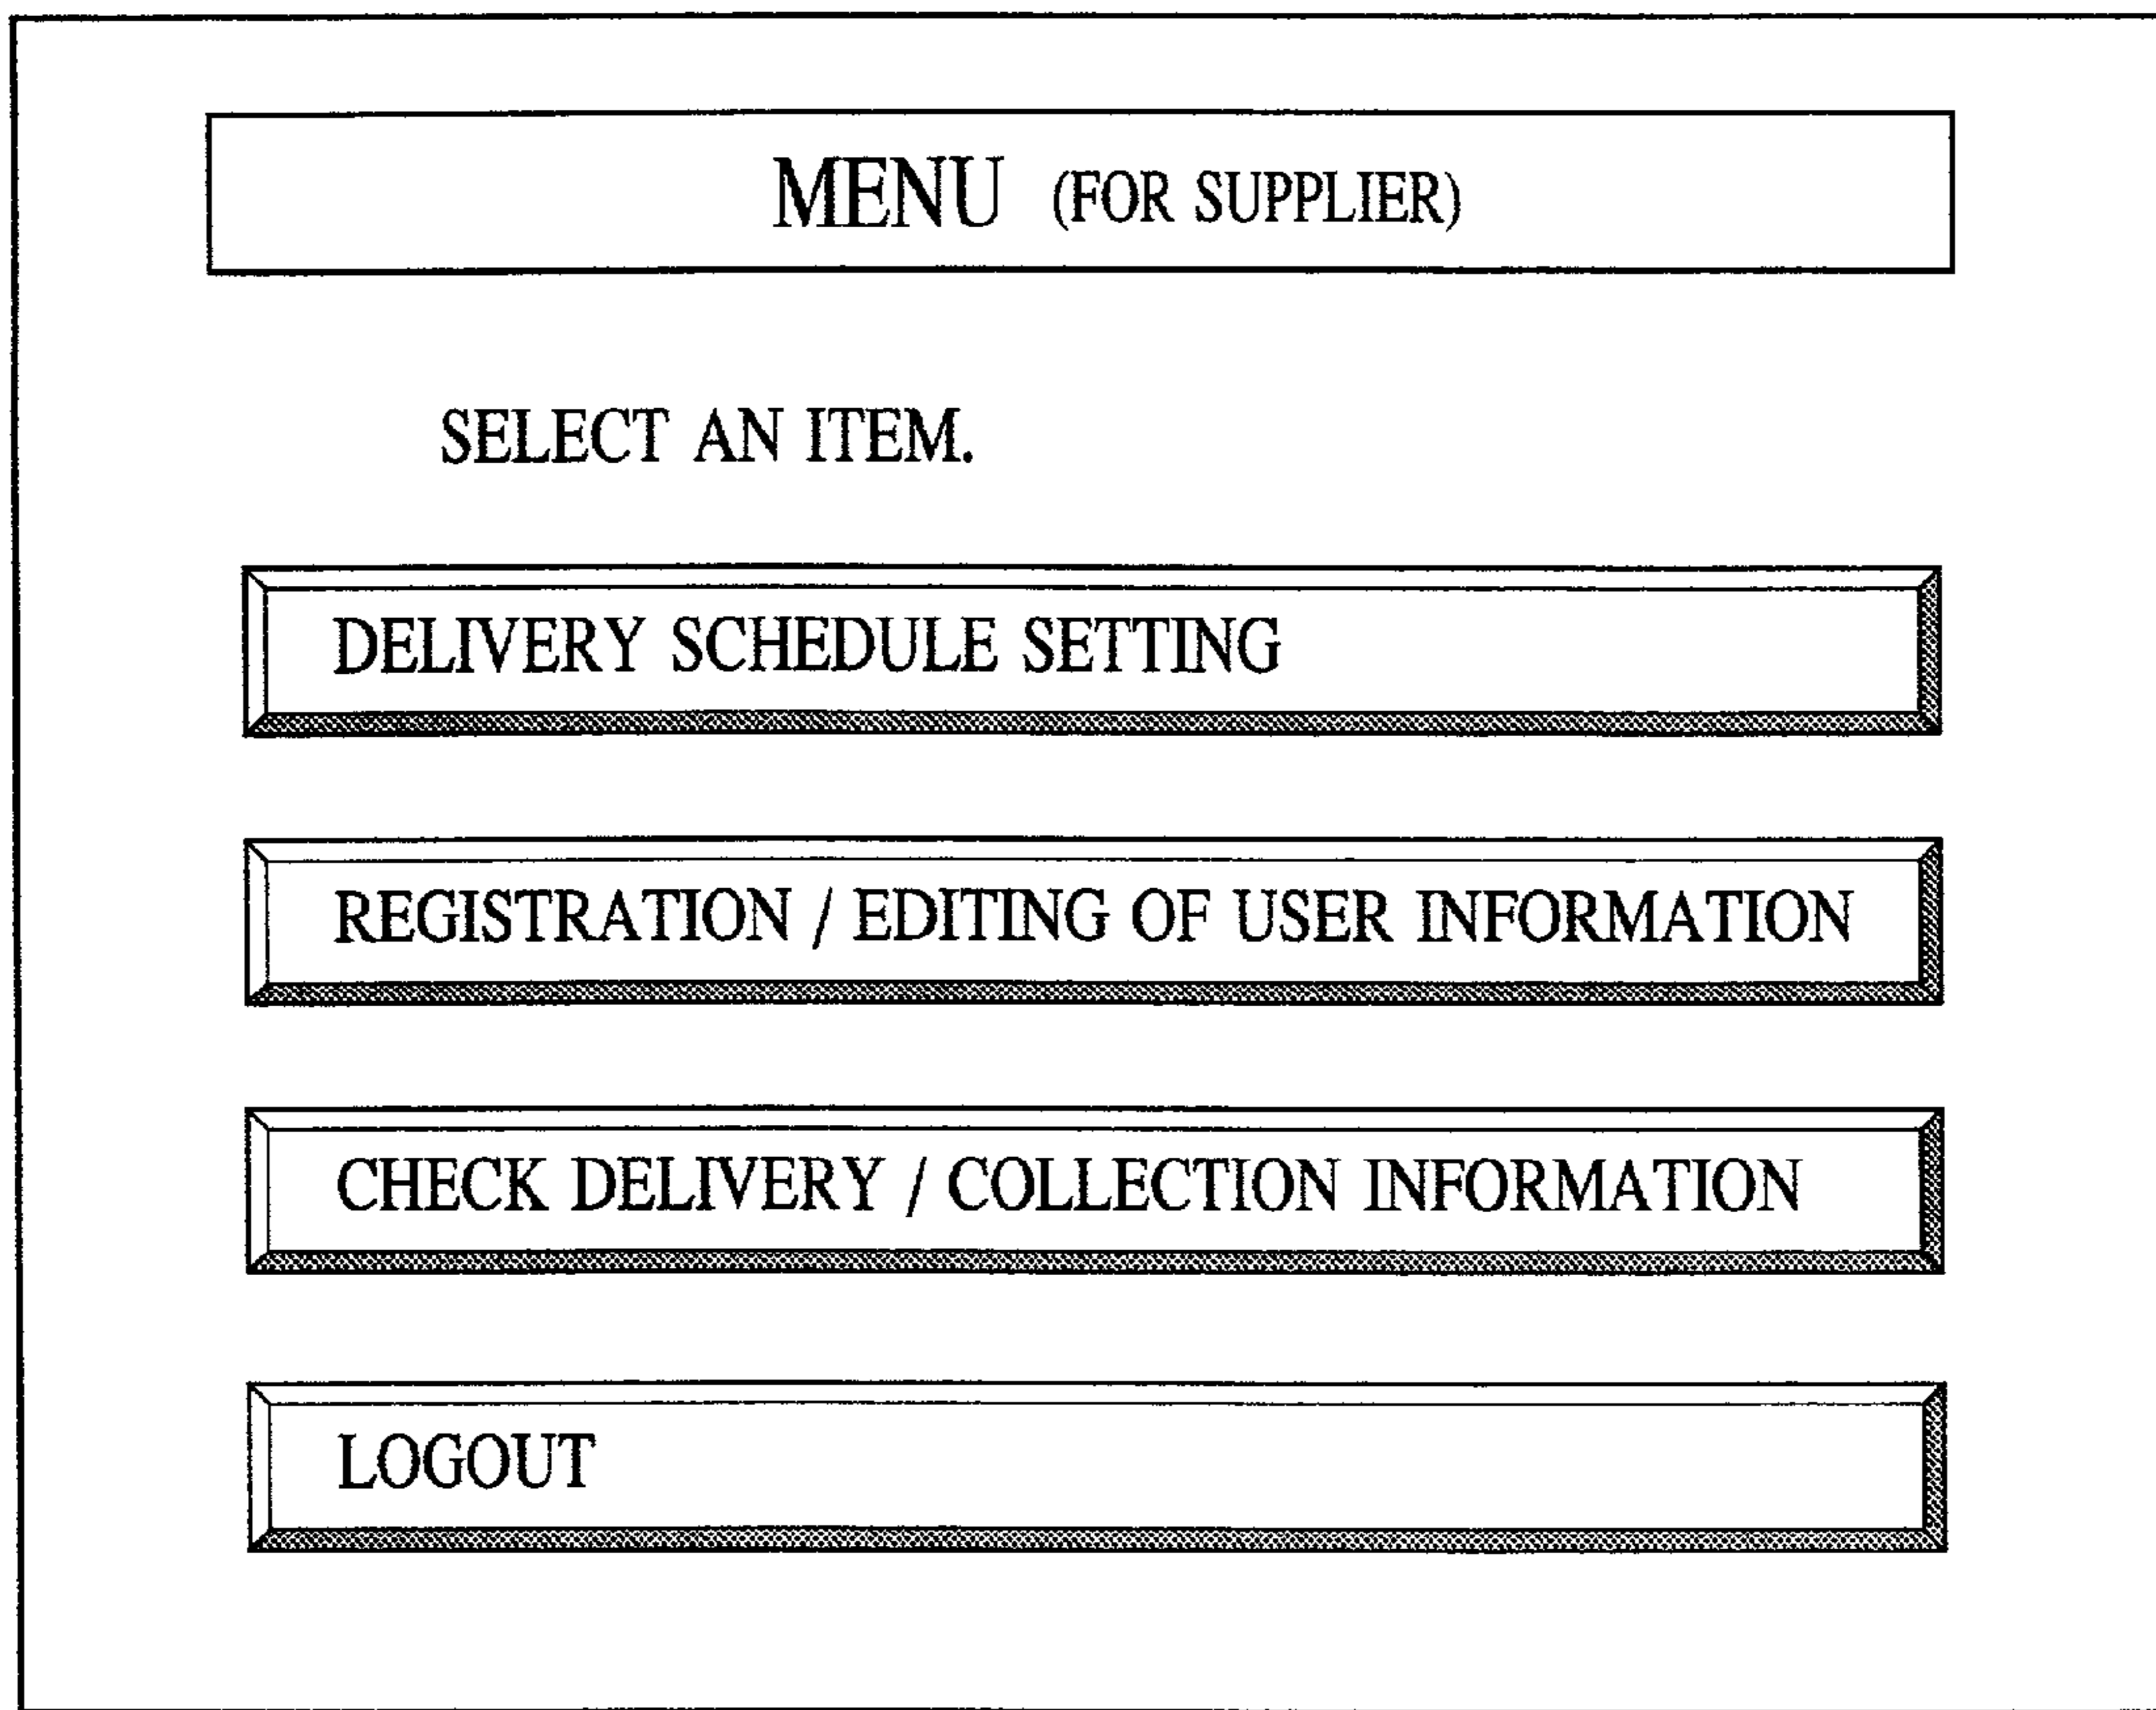 MENU (FOR SUPPLIER)
SELECT AN ITEM.
DELIVERY SCHEDULE SETTING
REGISTRATION / EDITING OF USER INFORMATION
CHECK DELIVERY / COLLECTION INFORMATION
LOGOUT